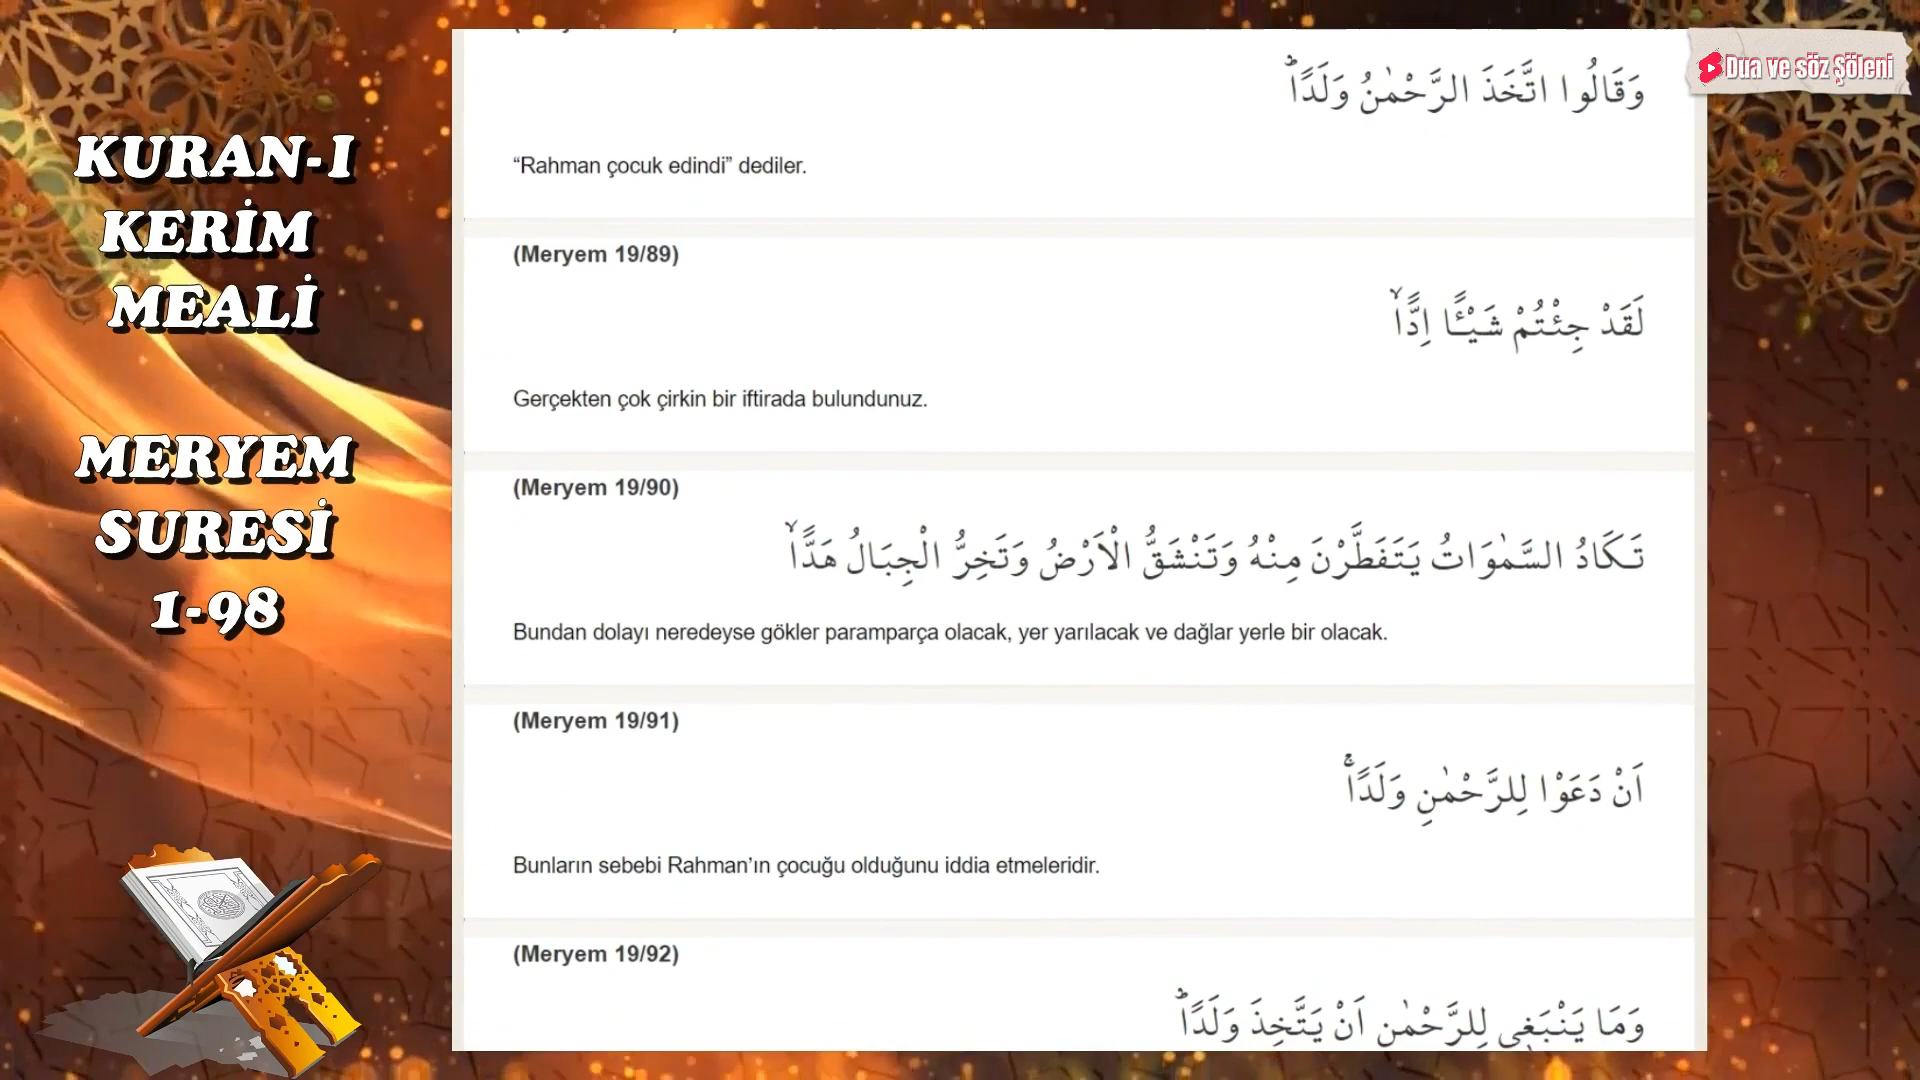 KURAN-I
KERİM
MEALİ
MERYEM
SURESİ
1-98
Dua ve söz Şöleni
وَقَالُوا اتَّخَذَ الرَّحْمٰنُ وَلَدًاۜ
“Rahman çocuk edindi” dediler.
(Meryem 19/89)
لَقَدْ جِئْتُمْ شَيْـًٔا اِدًّاۙ
Gerçekten çok çirkin bir iftirada bulundunuz.
(Meryem 19/90)
تَكَادُ السَّمٰوَاتُ يَتَفَطَّرْنَ مِنْهُ وَتَنْشَقُّ الْاَرْضُ وَتَخِرُّ الْجِبَالُ هَدًّاۙ
Bundan dolayı neredeyse gökler paramparça olacak, yer yarılacak ve dağlar yerle bir olacak.
(Meryem 19/91)
اَنْ دَعَوْا لِلرَّحْمٰنِ وَلَدًاۚ
Bunların sebebi Rahman’ın çocuğu olduğunu iddia etmeleridir.
(Meryem 19/92)
وَمَا يَنْبَغ۪ي لِلرَّحْمٰنِ اَنْ يَتَّخِذَ وَلَدًاۜ